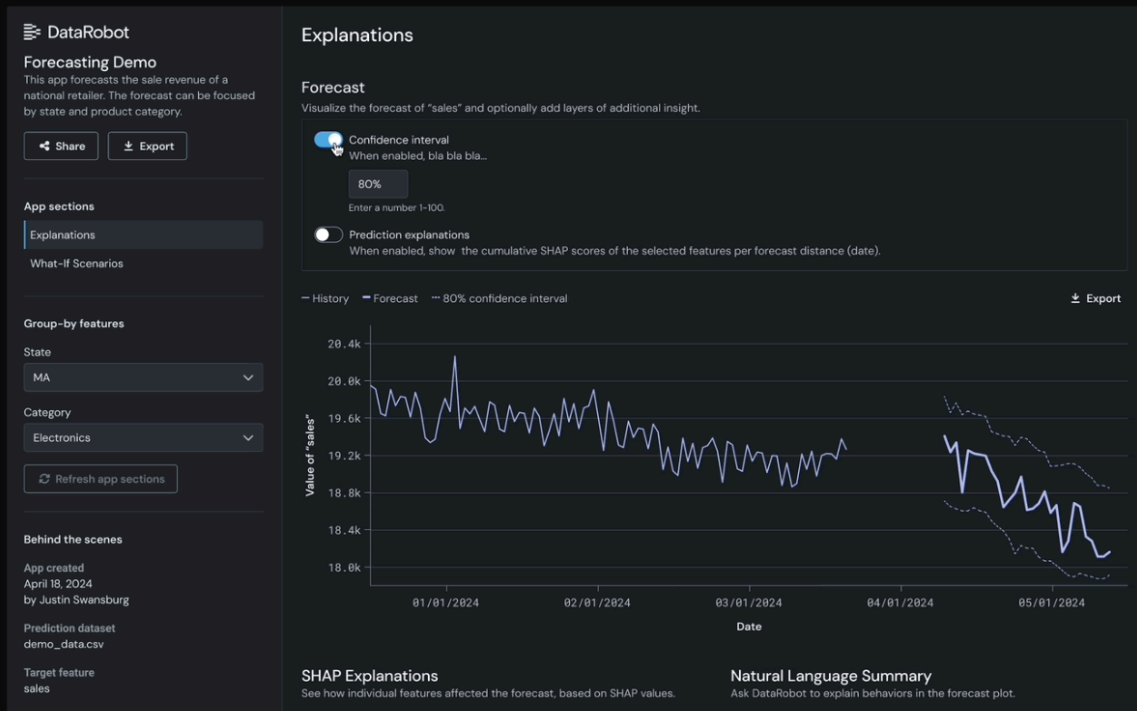 DataRobot
Forecasting Demo
This app forecasts the sale revenue of a
national retailer. The forecast can be focused
by state and product category.
Share
Export
App sections
Explanations
What-If Scenarios
Group-by features
State
MA
Category
Electronics
Refresh app sections
Behind the scenes
App created
April 18, 2024
by Justin Swansburg
Prediction dataset
demo_data.csv
Target feature
sales
Explanations
Forecast
Visualize the forecast of “sales” and optionally add layers of additional insight.
Confidence interval
When enabled, bla bla bla...
80%
Enter a number 1-100.
Prediction explanations
When enabled, show the cumulative SHAP scores of the selected features per forecast distance (date).
History Forecast 80% confidence interval
Export
20.4k
20.0k
19.6k
19.2k
18.8k
18.4k
18.0k
Value of “sales”
01/01/2024 02/01/2024 03/01/2024 04/01/2024 05/01/2024
Date
SHAP Explanations
See how individual features affected the forecast, based on SHAP values.
Natural Language Summary
Ask DataRobot to explain behaviors in the forecast plot.